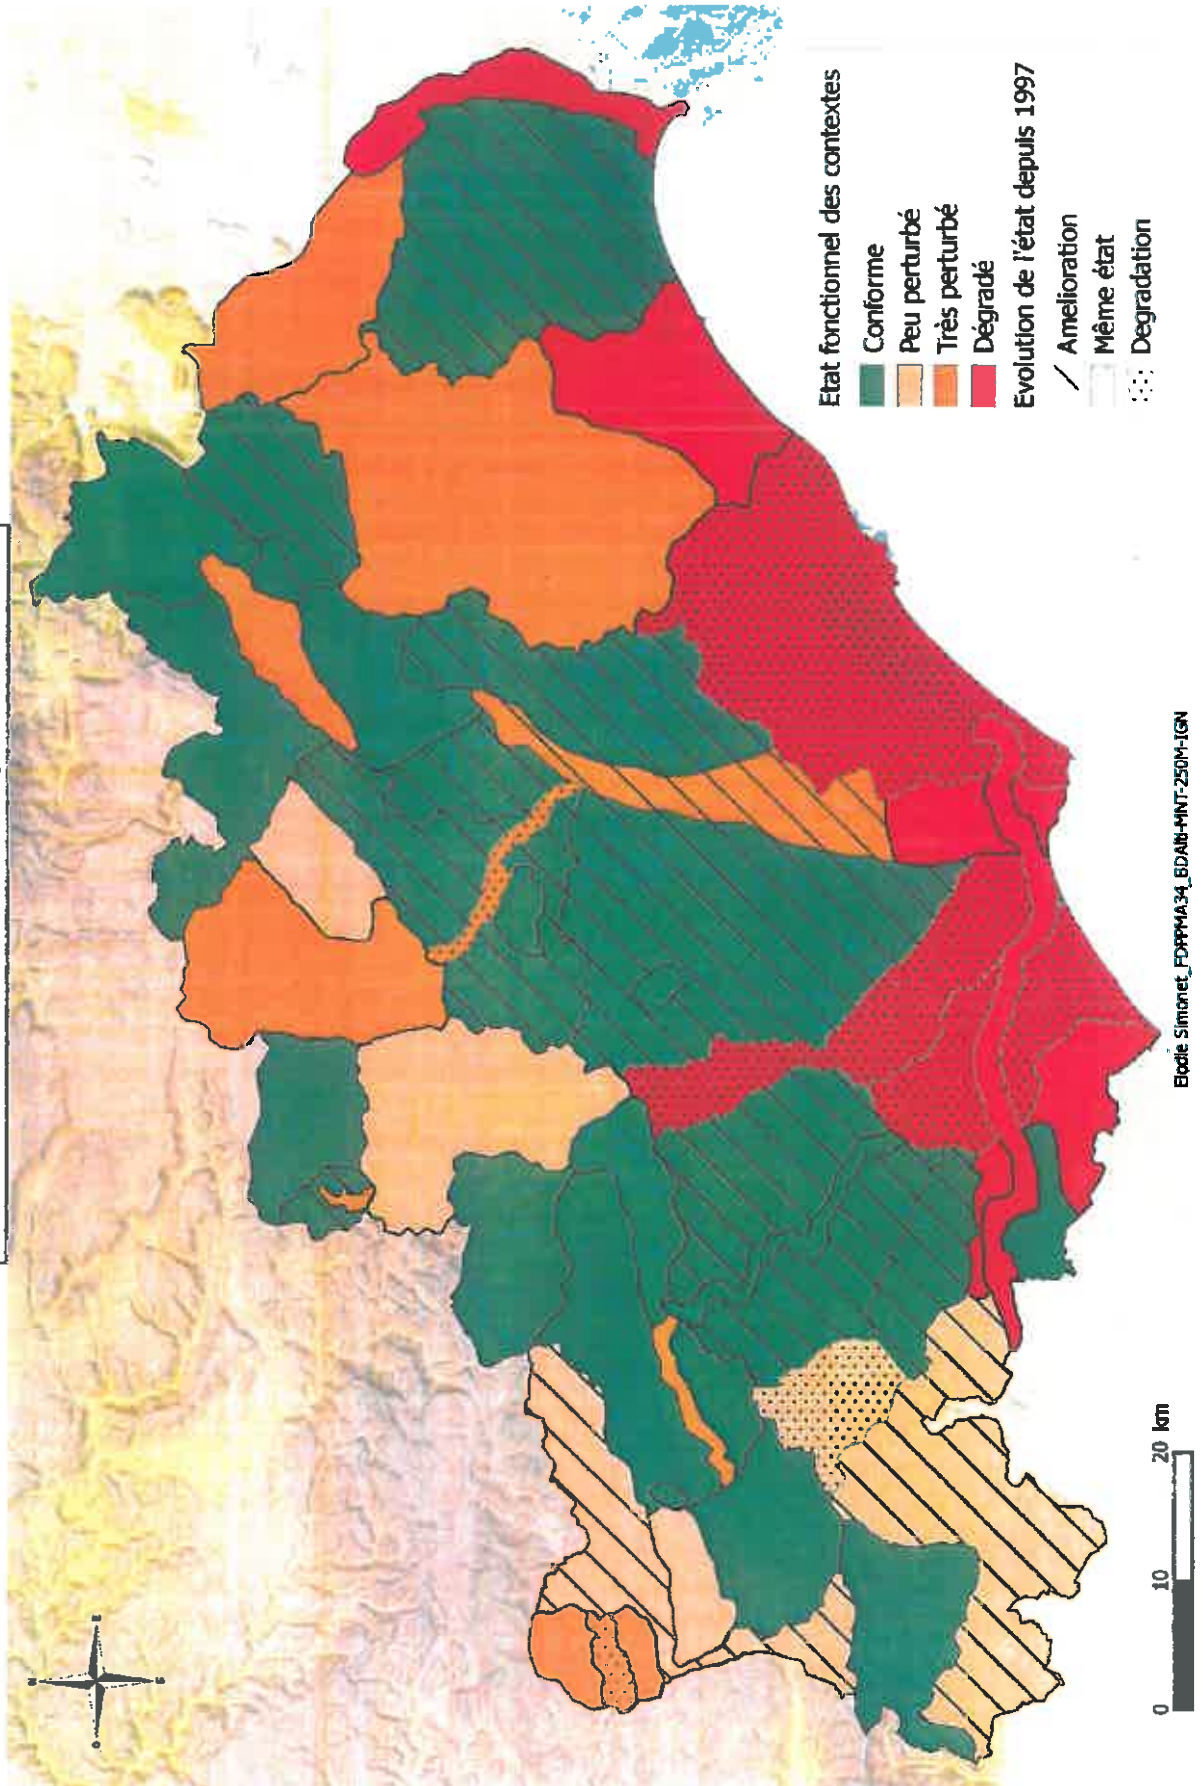 Etat fonctionnel des contextes
Conforme
Peu perturbé
Très perturbé
Dégradé
Evolution de l'état depuis 1997
Amelioration
Même état
Degradation
0 10 20 km
Elodie Simonet_FDPPMA34_BDAlti-MNT-250M-IGN